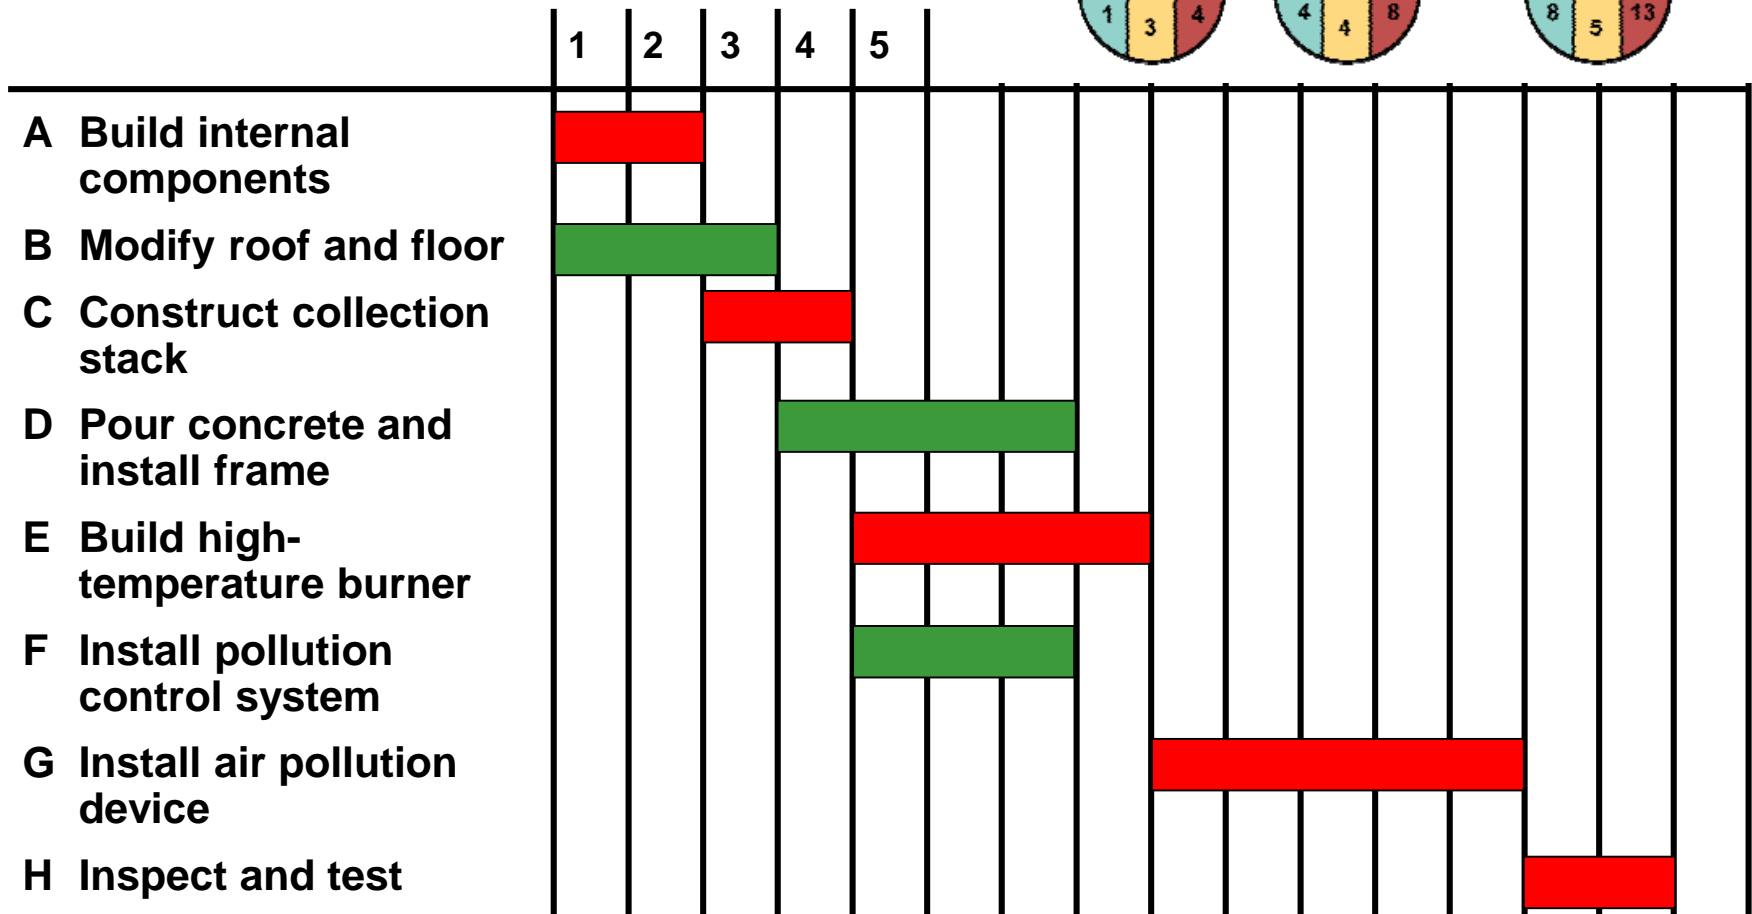 1 3 4 4 4 8 8 5 13
1 2 3 4 5
A Build internal
components
B Modify roof and floor
C Construct collection
stack
D Pour concrete and
install frame
E Build high-
temperature burner
F Install pollution
control system
G Install air pollution
device
H Inspect and test